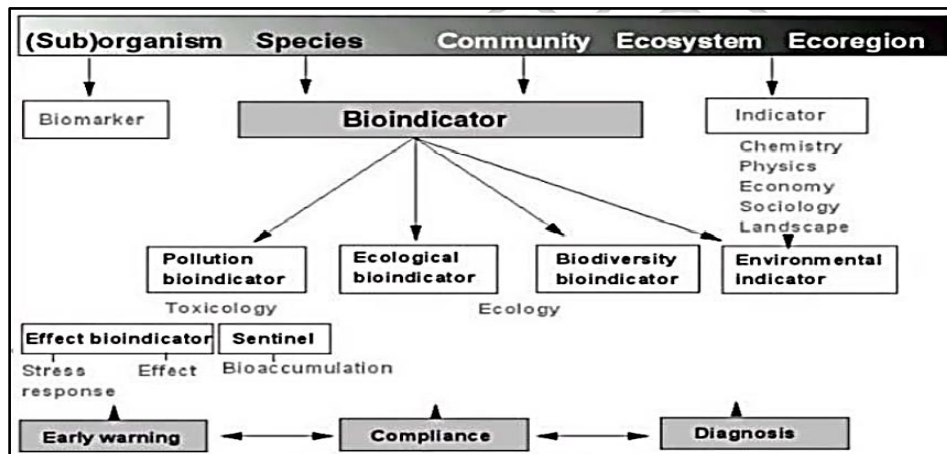 (Sub)organism Species Community Ecosystem Ecoregion
Biomarker
Bioindicator
Indicator
Chemistry
Physics
Economy
Sociology
Landscape
Pollution
bioindicator
Ecological
bioindicator
Biodiversity
bioindicator
Environmental
indicator
Toxicology
Ecology
Effect bioindicator
Sentinel
Stress
response
Effect
Bioaccumulation
Early warning
Compliance
Diagnosis